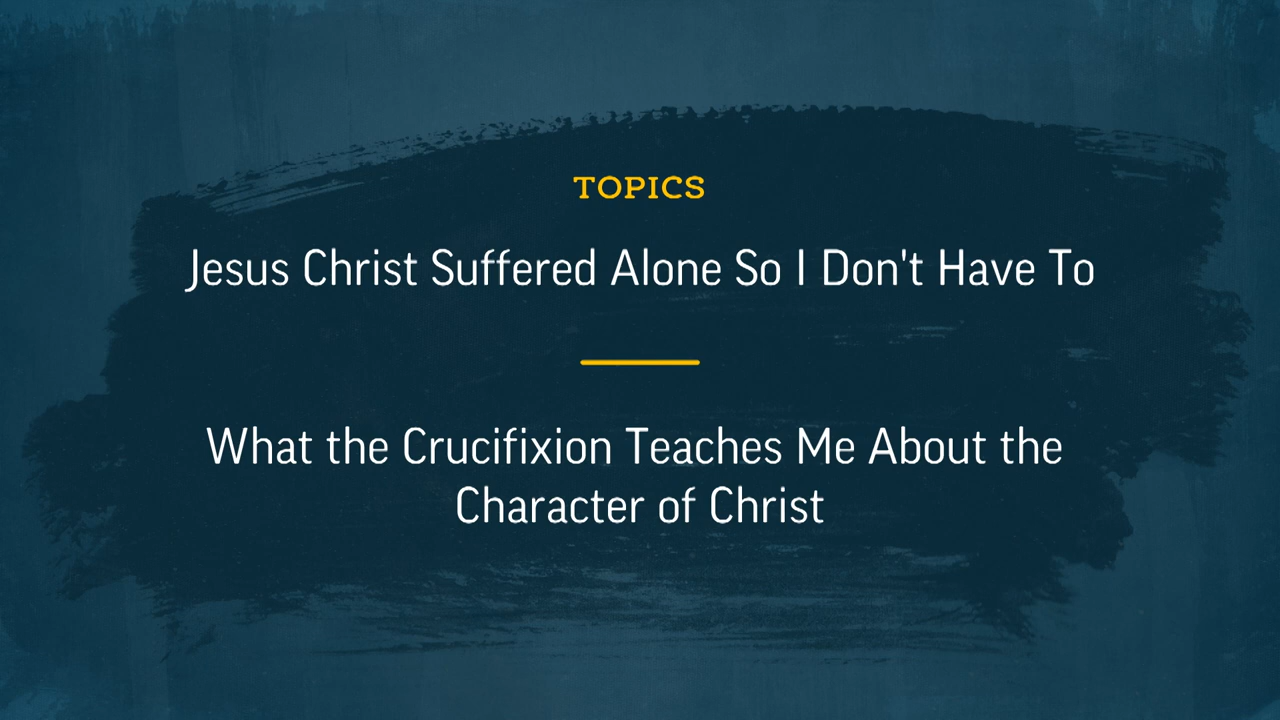 TOPICS
Jesus Christ Suffered Alone So I Don't Have To
What the Crucifixion Teaches Me About the
Character of Christ